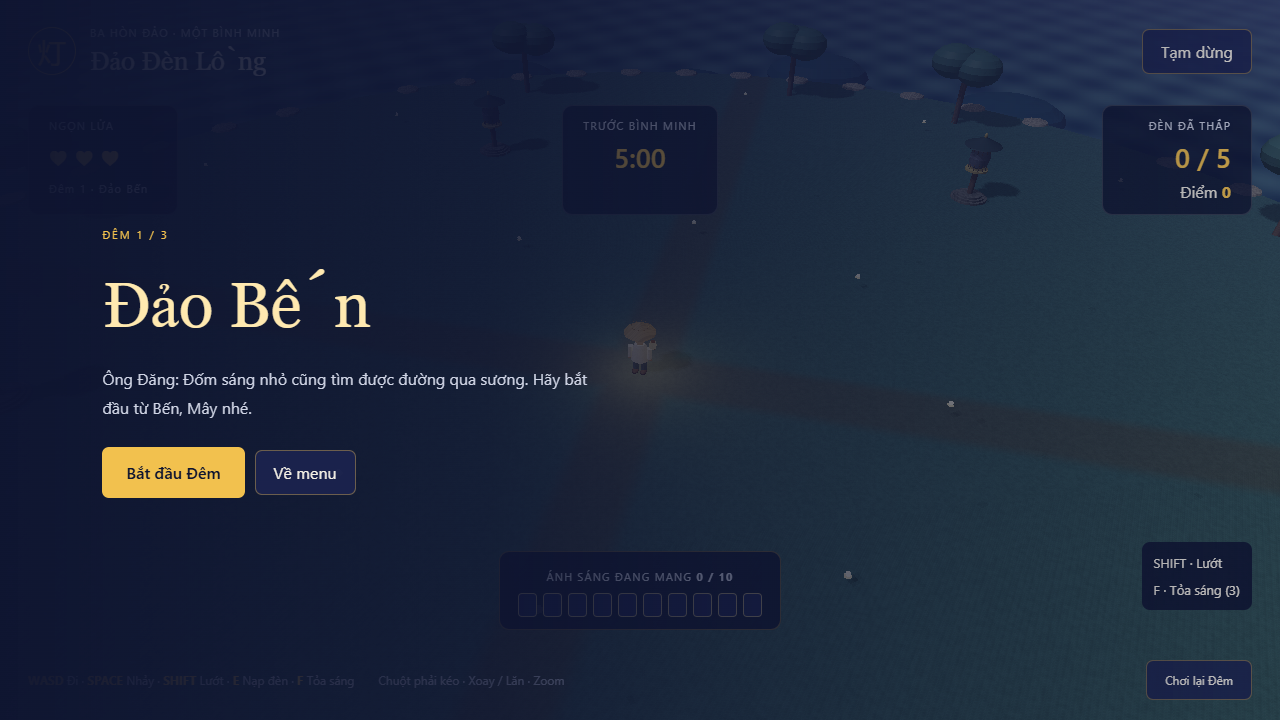 BA HÒN ĐẢO · MỘT BÌNH MINH
Đảo Đèn Lồng
Tạm dừng
NGỌN LỬA
Đêm 1 · Đảo Bến
TRƯỚC BÌNH MINH
5:00
ĐÈN ĐÃ THẮP
0 / 5
Điểm 0
ĐÊM 1 / 3
Đảo Bến
Ông Đăng: Đốm sáng nhỏ cũng tìm được đường qua sương. Hãy bắt
đầu từ Bến, Mây nhé.
Bắt đầu Đêm
Về menu
ÁNH SÁNG ĐANG MANG 0 / 10
SHIFT · Lướt
F · Tỏa sáng (3)
WASD Đi · SPACE Nhảy · SHIFT Lướt · E Nạp đèn · F Tỏa sáng
Chuột phải kéo · Xoay / Lăn · Zoom
Chơi lại Đêm